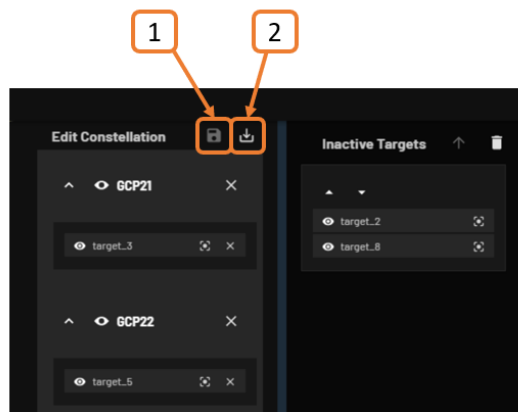 1
2
Edit Constellation
GCP21
target_3
GCP22
target_5
Inactive Targets
target_2
target_8